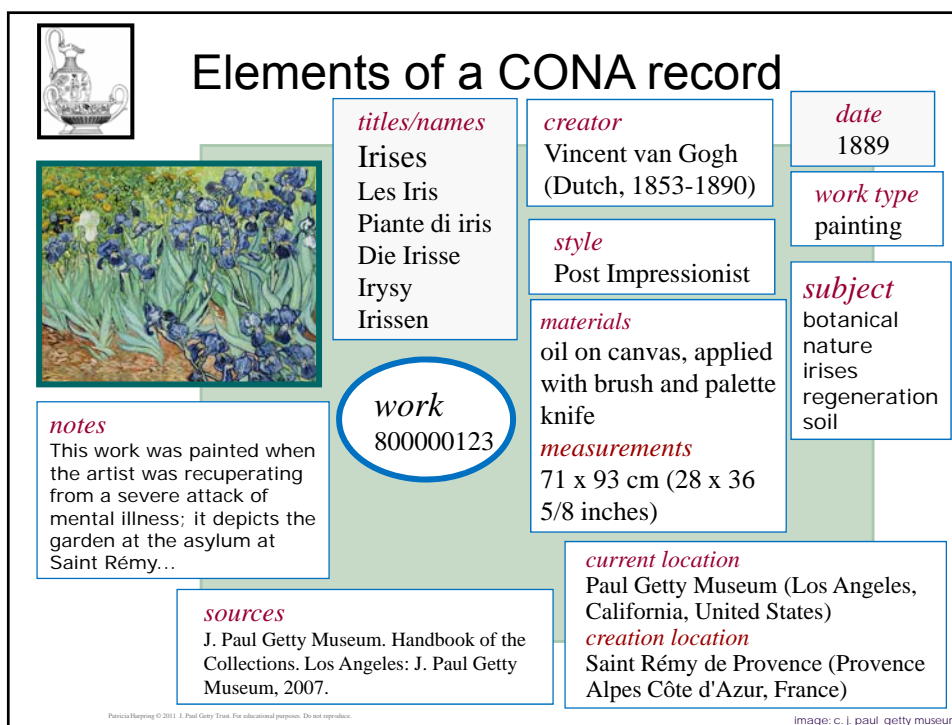 Elements of a CONA record
titles/names
Irises
Les Iris
Piante di iris
Die Irisse
Irysy
Irissen
creator
Vincent van Gogh
(Dutch, 1853-1890)
date
1889
work type
painting
style
Post Impressionist
subject
botanical
nature
irises
regeneration
soil
materials
oil on canvas, applied
with brush and palette
knife
measurements
71 x 93 cm (28 x 36
5/8 inches)
work
800000123
notes
This work was painted when
the artist was recuperating
from a severe attack of
mental illness; it depicts the
garden at the asylum at
Saint Rémy…
current location
Paul Getty Museum (Los Angeles,
California, United States)
creation location
Saint Rémy de Provence (Provence
Alpes Côte d'Azur, France)
sources
J. Paul Getty Museum. Handbook of the
Collections. Los Angeles: J. Paul Getty
Museum, 2007.
Patricia Harpring © 2011 J. Paul Getty Trust. For educational purposes. Do not reproduce.
image: c. j. paul getty museum